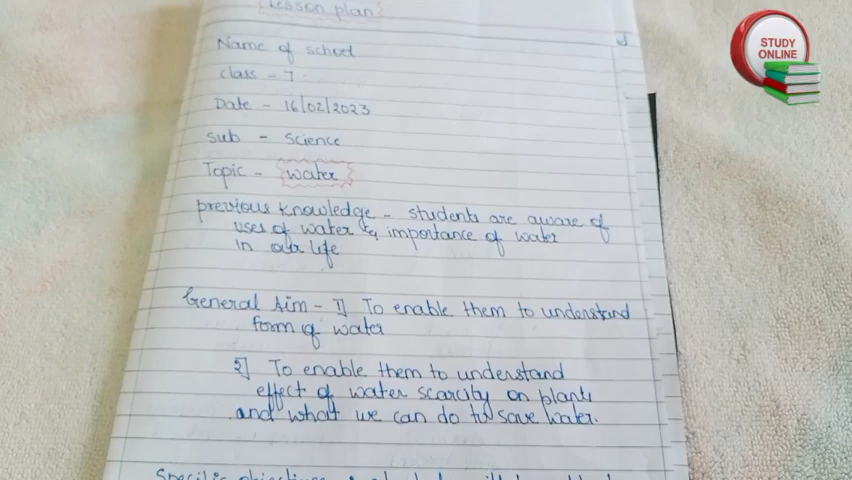 Lesson plan
Name of school
class - 7
Date - 16/02/2023
sub - science
Topic - water
previous knowledge - students are aware of
uses of water & importance of water
in our life
General Aim - 1] To enable them to understand
form of water
2] To enable them to understand
effect of water scarcity on plants
and what we can do to save water.
Specific objectives
STUDY
ONLINE